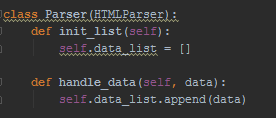 class Parser(HTMLParser):
    def init_list(self):
        self.data_list = []
    def handle_data(self, data):
        self.data_list.append(data)